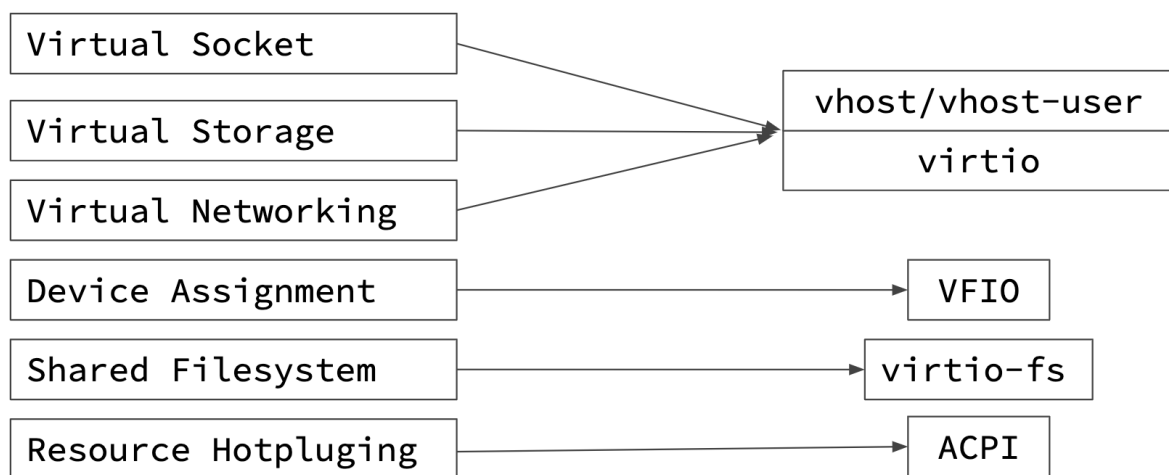 Virtual Socket
Virtual Storage
Virtual Networking
Device Assignment
Shared Filesystem
Resource Hotpluging
vhost/vhost-user
virtio
VFIO
virtio-fs
ACPI